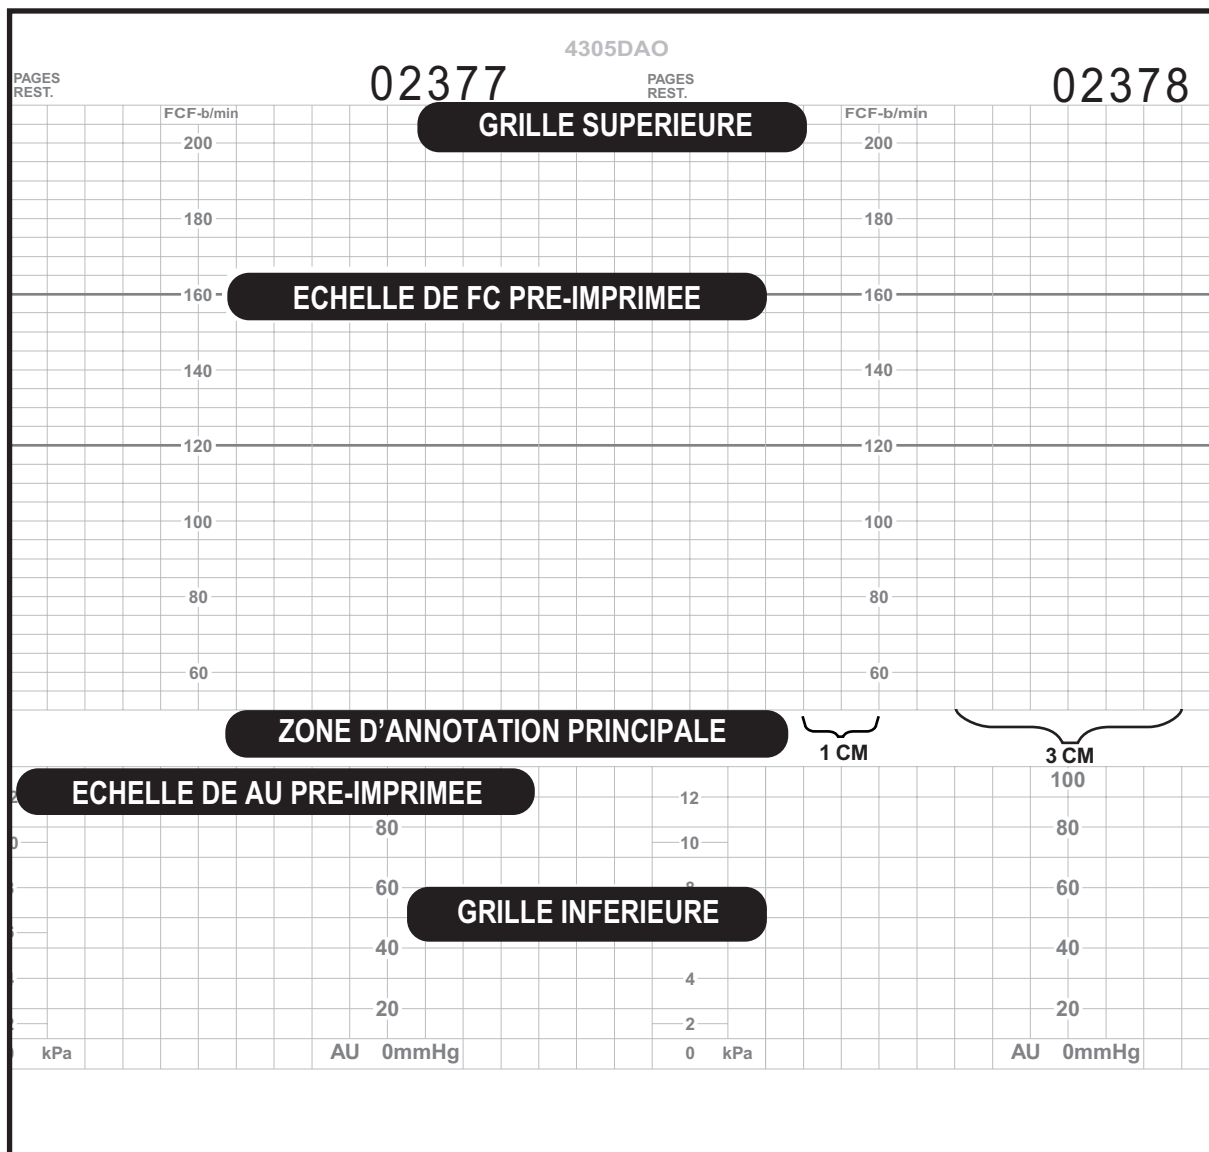 4305DAO
PAGES
REST.
02377
PAGES
REST.
02378
FCF-b/min
GRILLE SUPERIEURE
FCF-b/min
200
200
180
180
160
ECHELLE DE FC PRE-IMPRIMEE
160
140
140
120
120
100
100
80
80
60
60
ZONE D'ANNOTATION PRINCIPALE
1 CM
3 CM
100
ECHELLE DE AU PRE-IMPRIMEE
12
80
80
10
60
60
GRILLE INFERIEURE
40
40
4
20
20
2
kPa
AU 0mmHg
0 kPa
AU 0mmHg